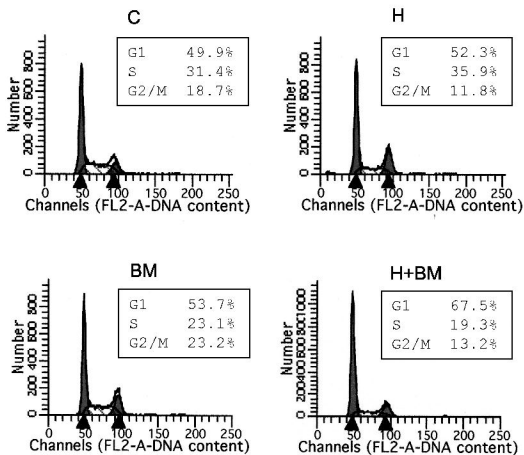 C
G1 49.9%
S 31.4%
G2/M 18.7%
Number
0 200 400 600 800
0 50 100 150 200 250
Channels (FL2-A-DNA content)
H
G1 52.3%
S 35.9%
G2/M 11.8%
Number
0 200 400 600 800
0 50 100 150 200 250
Channels (FL2-A-DNA content)
BM
G1 53.7%
S 23.1%
G2/M 23.2%
Number
0 200 400 600 800
0 50 100 150 200 250
Channels (FL2-A-DNA content)
H+BM
G1 67.5%
S 19.3%
G2/M 13.2%
Number
0 200 400 600 800 1000
0 50 100 150 200 250
Channels (FL2-A-DNA content)